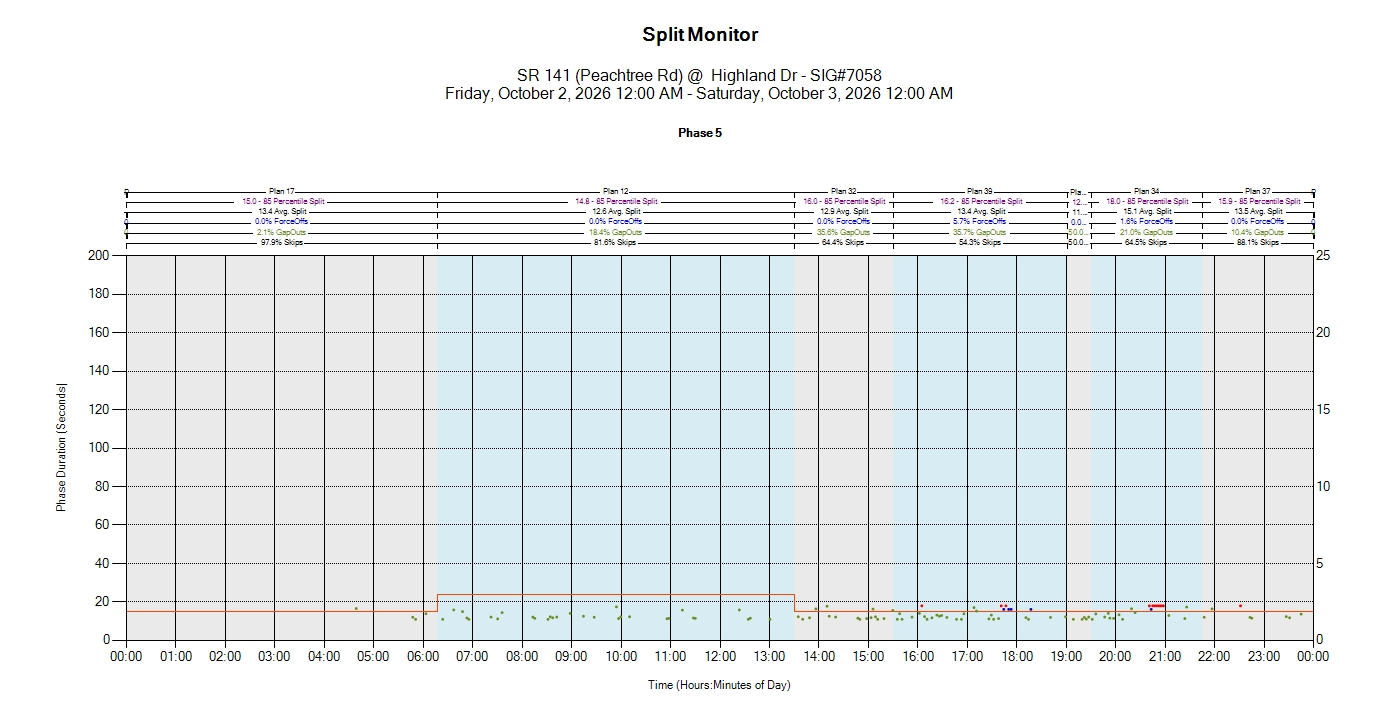 Split Monitor
SR 141 (Peachtree Rd) @ Highland Dr - SIG#7058
Friday, October 2, 2026 12:00 AM - Saturday, October 3, 2026 12:00 AM
Phase 5
Plan 17 Plan 12 Plan 32 Plan 39 Pla... Plan 34 Plan 37
15.0 - 85 Percentile Split 14.8 - 85 Percentile Split 16.0 - 85 Percentile Split 16.2 - 85 Percentile Split 12... 18.0 - 85 Percentile Split 15.9 - 85 Percentile Split
13.4 Avg. Split 12.6 Avg. Split 12.9 Avg. Split 13.4 Avg. Split 11.... 15.1 Avg. Split 13.5 Avg. Split
0.0% ForceOffs 0.0% ForceOffs 0.0% ForceOffs 5.7% ForceOffs 0.0... 1.6% ForceOffs 0.0% ForceOffs
2.1% GapOuts 18.4% GapOuts 35.6% GapOuts 35.7% GapOuts 50.0... 21.0% GapOuts 10.4% GapOuts
97.9% Skips 81.6% Skips 64.4% Skips 54.3% Skips 50.0... 64.5% Skips 88.1% Skips
200 25
180
160 20
140
120 15
100
80 10
60
40 5
20
0 0
Phase Duration (Seconds)
00:00 01:00 02:00 03:00 04:00 05:00 06:00 07:00 08:00 09:00 10:00 11:00 12:00 13:00 14:00 15:00 16:00 17:00 18:00 19:00 20:00 21:00 22:00 23:00 00:00
Time (Hours:Minutes of Day)